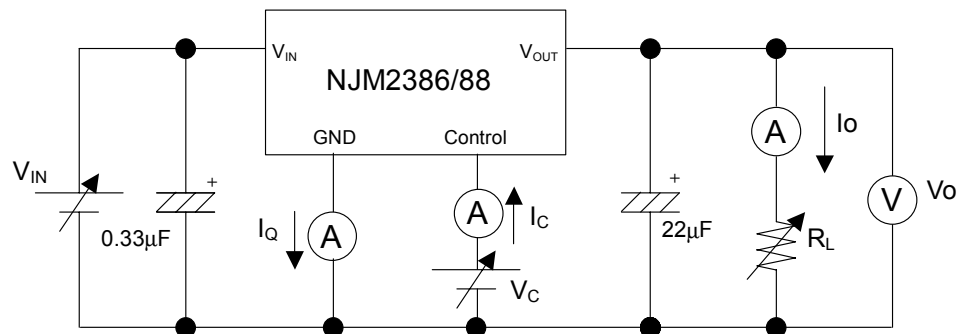 V_IN V_OUT
NJM2386/88
GND Control
A Io
V_IN + + A
V Vo
0.33µF I_Q A A I_C 22µF R_L
V_C